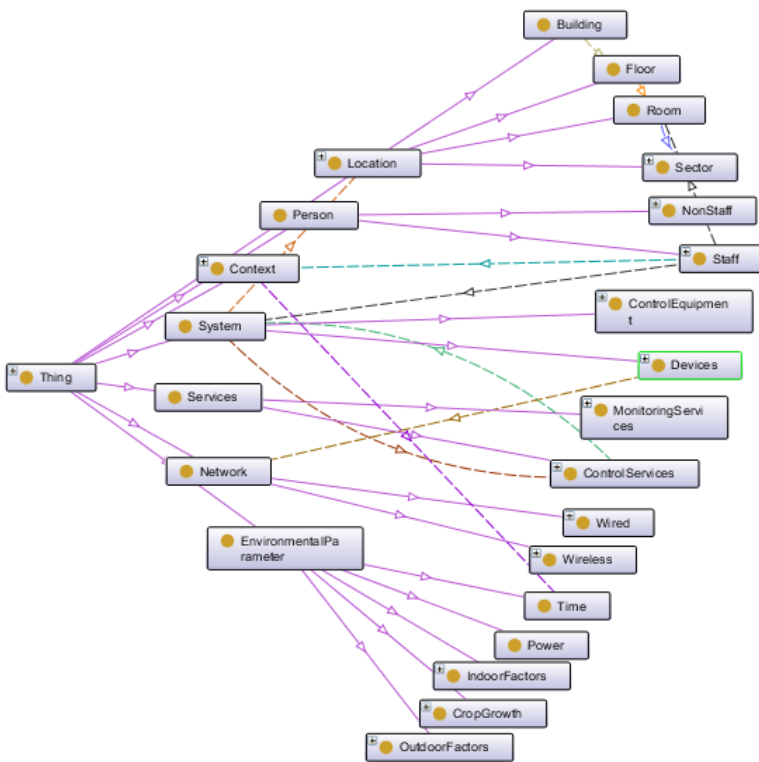 Building
Floor
Room
Location
Sector
Person
NonStaff
Context
Staff
System
ControlEquipmen
t
Thing
Devices
Services
MonitoringServi
ces
Network
ControlServices
Wired
EnvironmentalPa
rameter
Wireless
Time
Power
IndoorFactors
CropGrowth
OutdoorFactors